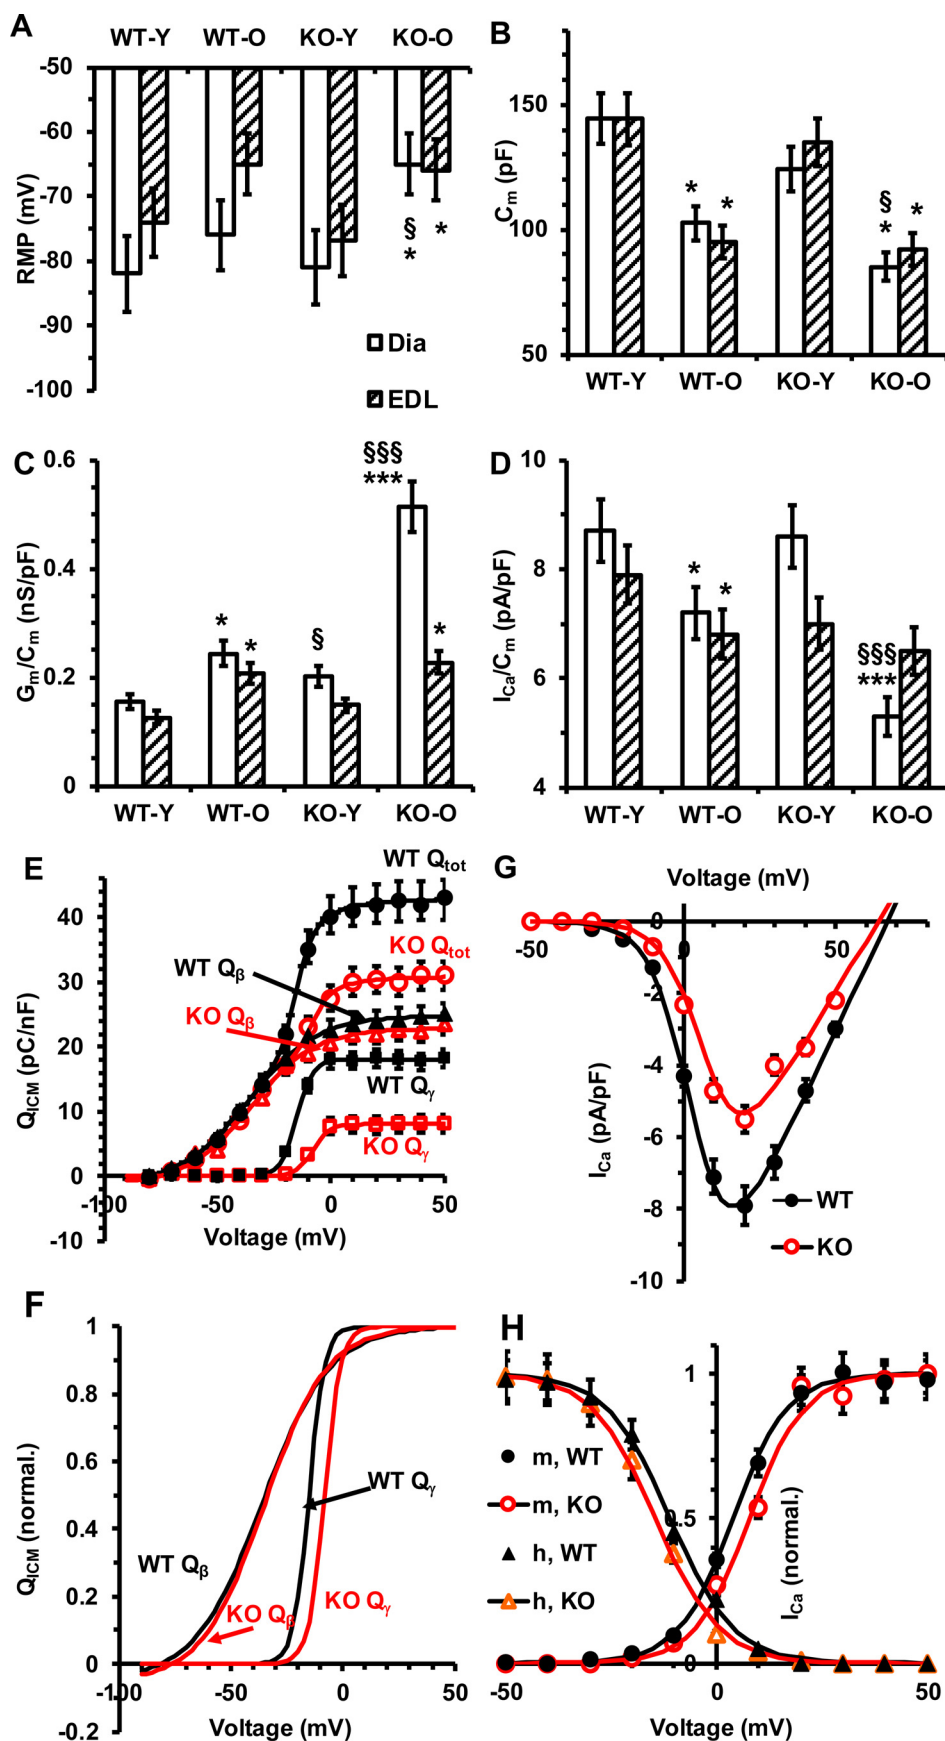 A
WT-Y WT-O KO-Y KO-O
-50
-60
-70
-80
-90
-100
RMP (mV)
§
*
*
Dia
EDL
B
150
100
50
Cm (pF)
*
*
§
*
*
WT-Y WT-O KO-Y KO-O
C
0.6
0.4
0.2
0
Gm/Cm (nS/pF)
*
*
§
§§§
***
*
WT-Y WT-O KO-Y KO-O
D
10
8
6
4
ICa/Cm (pA/pF)
*
*
§§§
***
WT-Y WT-O KO-Y KO-O
E
WT Qtot
KO Qtot
WT Qβ
KO Qβ
WT Qγ
KO Qγ
40
30
20
10
0
-10
QICM (pC/nF)
-100 -50 0 50
Voltage (mV)
G
Voltage (mV)
-50 0 50
0
-2
-4
-6
-8
-10
ICa (pA/pF)
WT
KO
F
1
0.8
0.6
0.4
0.2
0
-0.2
QICM (normal.)
WT Qγ
WT Qβ
KO Qβ
KO Qγ
-100 -50 0 50
Voltage (mV)
H
1
0.5
0
m, WT
m, KO
h, WT
h, KO
ICa (normal.)
-50 0 50
Voltage (mV)